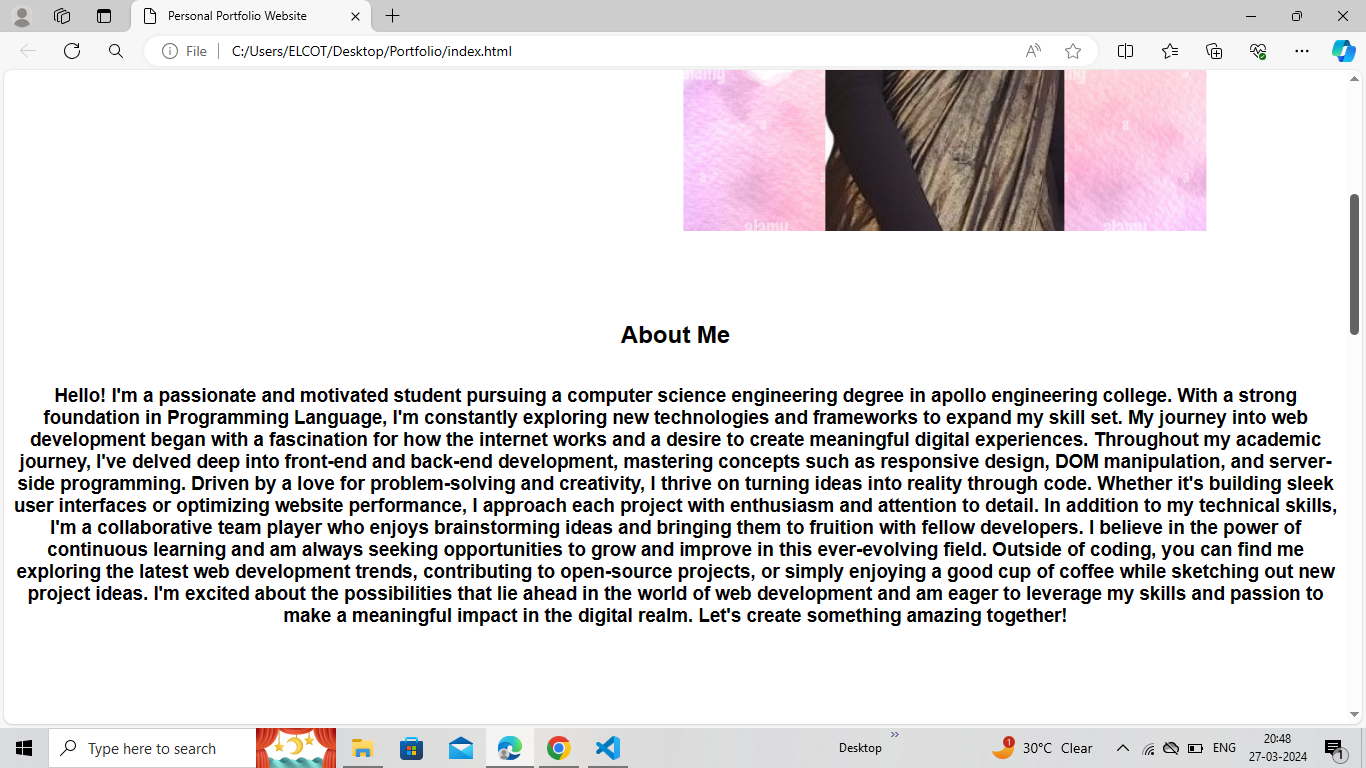 Personal Portfolio Website
File
C:/Users/ELCOT/Desktop/Portfolio/index.html
alamy
a
a
a
a
alamy
alamy
About Me
Hello! I'm a passionate and motivated student pursuing a computer science engineering degree in apollo engineering college. With a strong
foundation in Programming Language, I'm constantly exploring new technologies and frameworks to expand my skill set. My journey into web
development began with a fascination for how the internet works and a desire to create meaningful digital experiences. Throughout my academic
journey, I've delved deep into front-end and back-end development, mastering concepts such as responsive design, DOM manipulation, and server-
side programming. Driven by a love for problem-solving and creativity, I thrive on turning ideas into reality through code. Whether it's building sleek
user interfaces or optimizing website performance, I approach each project with enthusiasm and attention to detail. In addition to my technical skills,
I'm a collaborative team player who enjoys brainstorming ideas and bringing them to fruition with fellow developers. I believe in the power of
continuous learning and am always seeking opportunities to grow and improve in this ever-evolving field. Outside of coding, you can find me
exploring the latest web development trends, contributing to open-source projects, or simply enjoying a good cup of coffee while sketching out new
project ideas. I'm excited about the possibilities that lie ahead in the world of web development and am eager to leverage my skills and passion to
make a meaningful impact in the digital realm. Let's create something amazing together!
Type here to search
Desktop
1
30°C Clear
ENG
20:48
27-03-2024
1